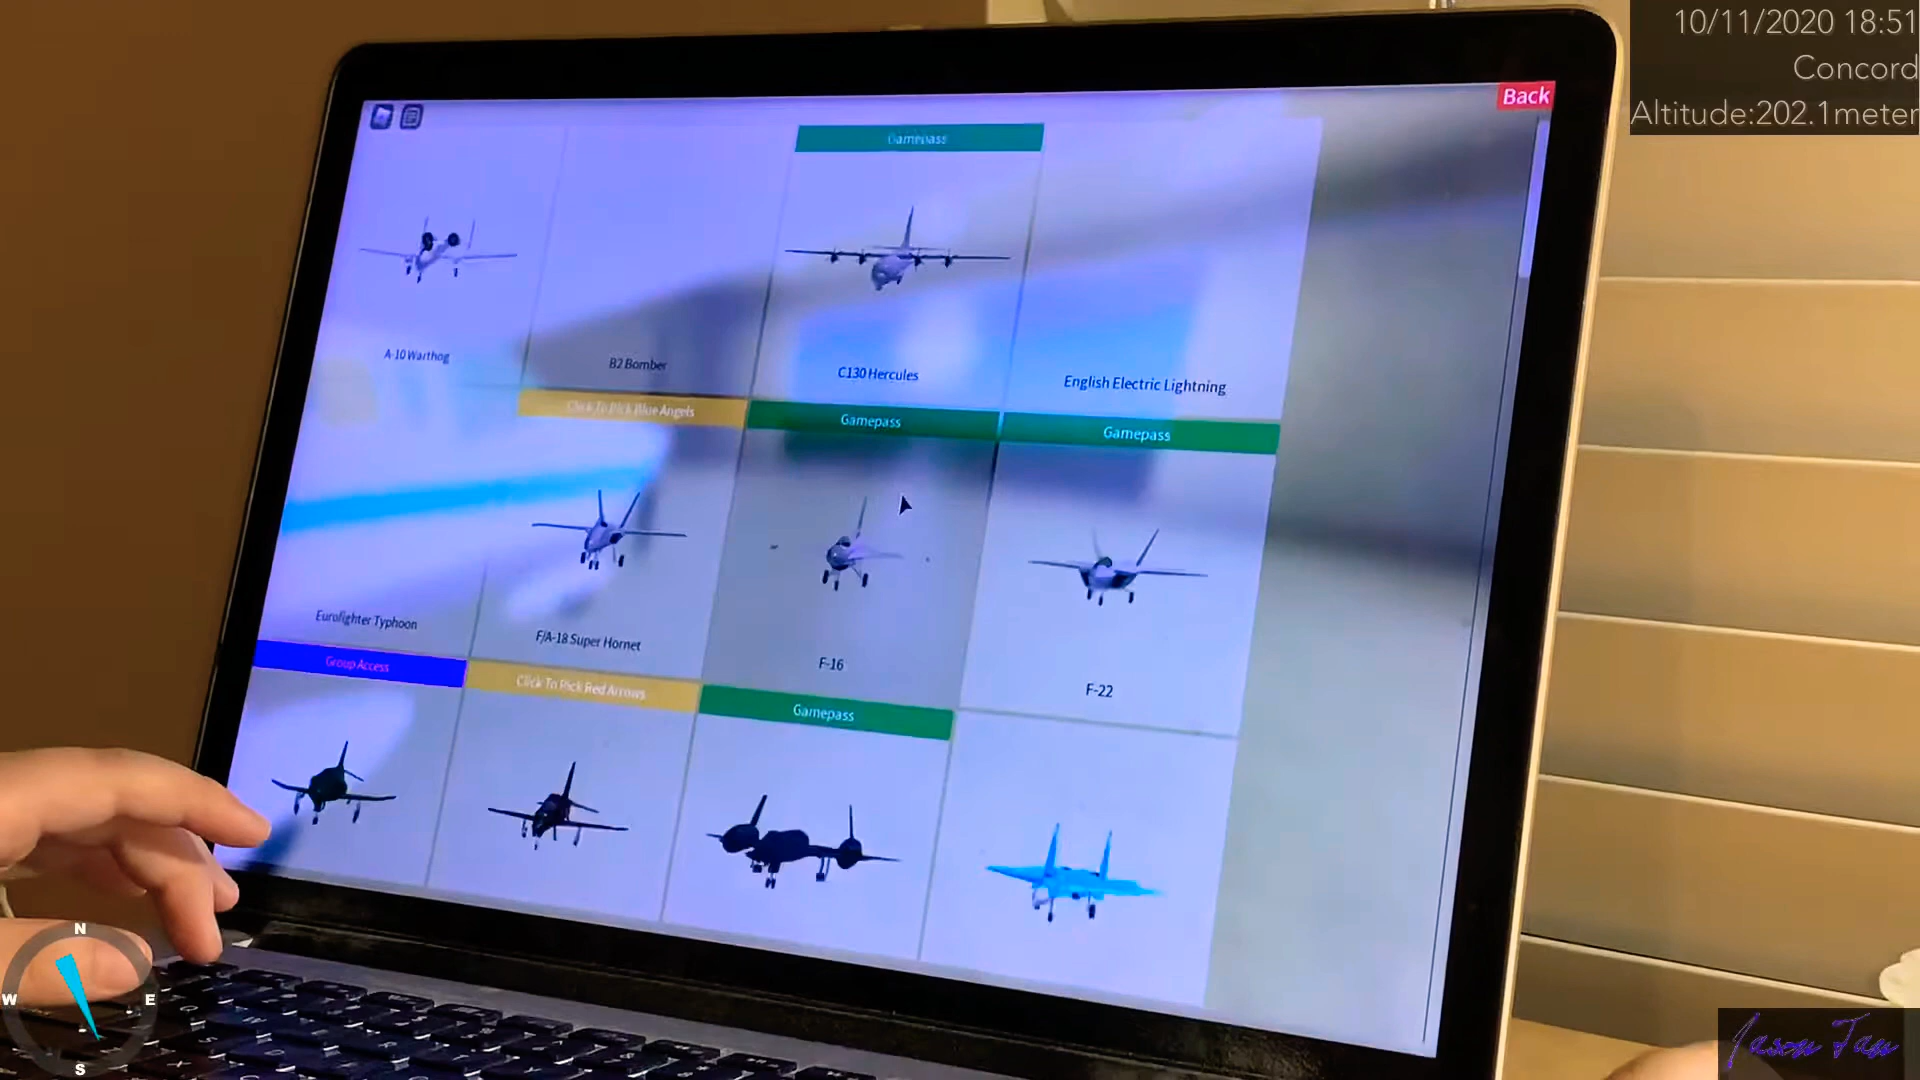 10/11/2020 18:51
Concord
Altitude:202.1meter
Back
Gamepass
A-10 Warthog
B2 Bomber
C130 Hercules
English Electric Lightning
Click To Pick Blue Angels
Gamepass
Gamepass
Eurofighter Typhoon
F/A-18 Super Hornet
F-16
F-22
Group Access
Click To Pick Red Arrows
Gamepass
N
W
E
S
Jason Tan